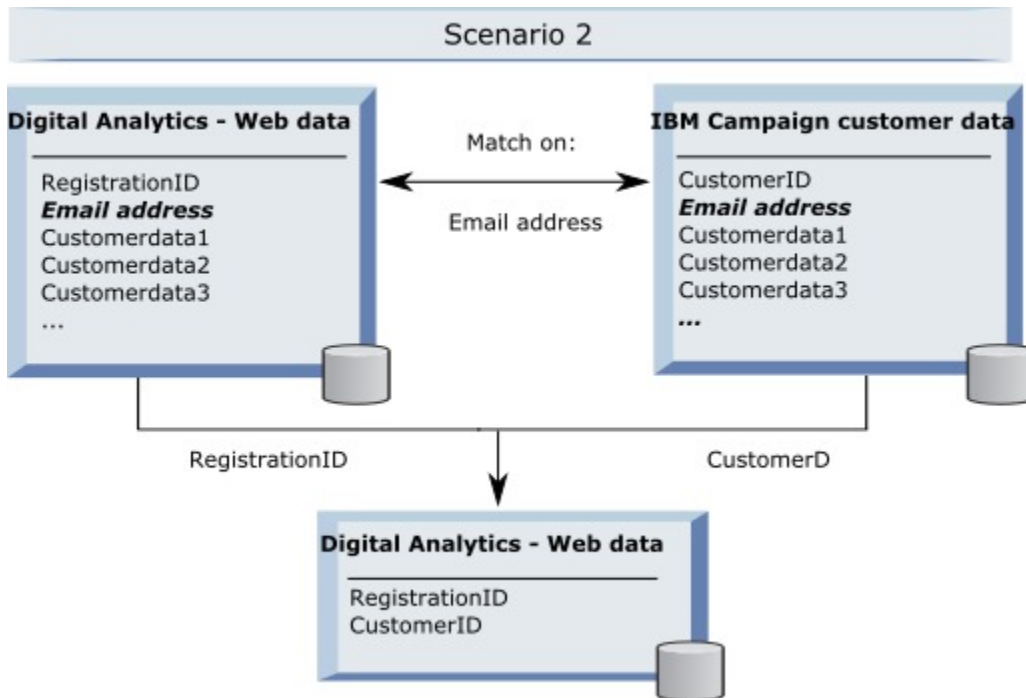 Scenario 2
Digital Analytics - Web data
RegistrationID
Email address
Customerdata1
Customerdata2
Customerdata3
...
Match on:
Email address
IBM Campaign customer data
CustomerID
Email address
Customerdata1
Customerdata2
Customerdata3
...
RegistrationID
CustomerD
Digital Analytics - Web data
RegistrationID
CustomerID